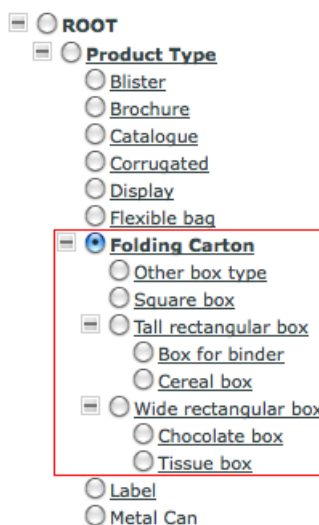 ROOT
Product Type
Blister
Brochure
Catalogue
Corrugated
Display
Flexible bag
Folding Carton
Other box type
Square box
Tall rectangular box
Box for binder
Cereal box
Wide rectangular box
Chocolate box
Tissue box
Label
Metal Can